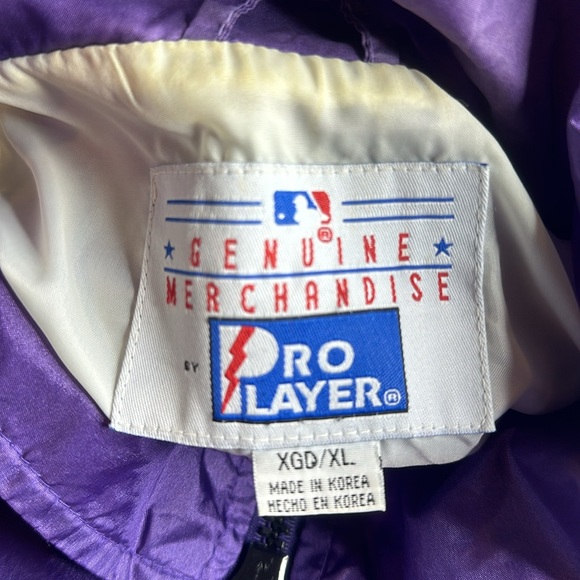 GENUINE
MERCHANDISE
BY PRO
PLAYER®
XGD/XL
MADE IN KOREA
HECHO EN KOREA